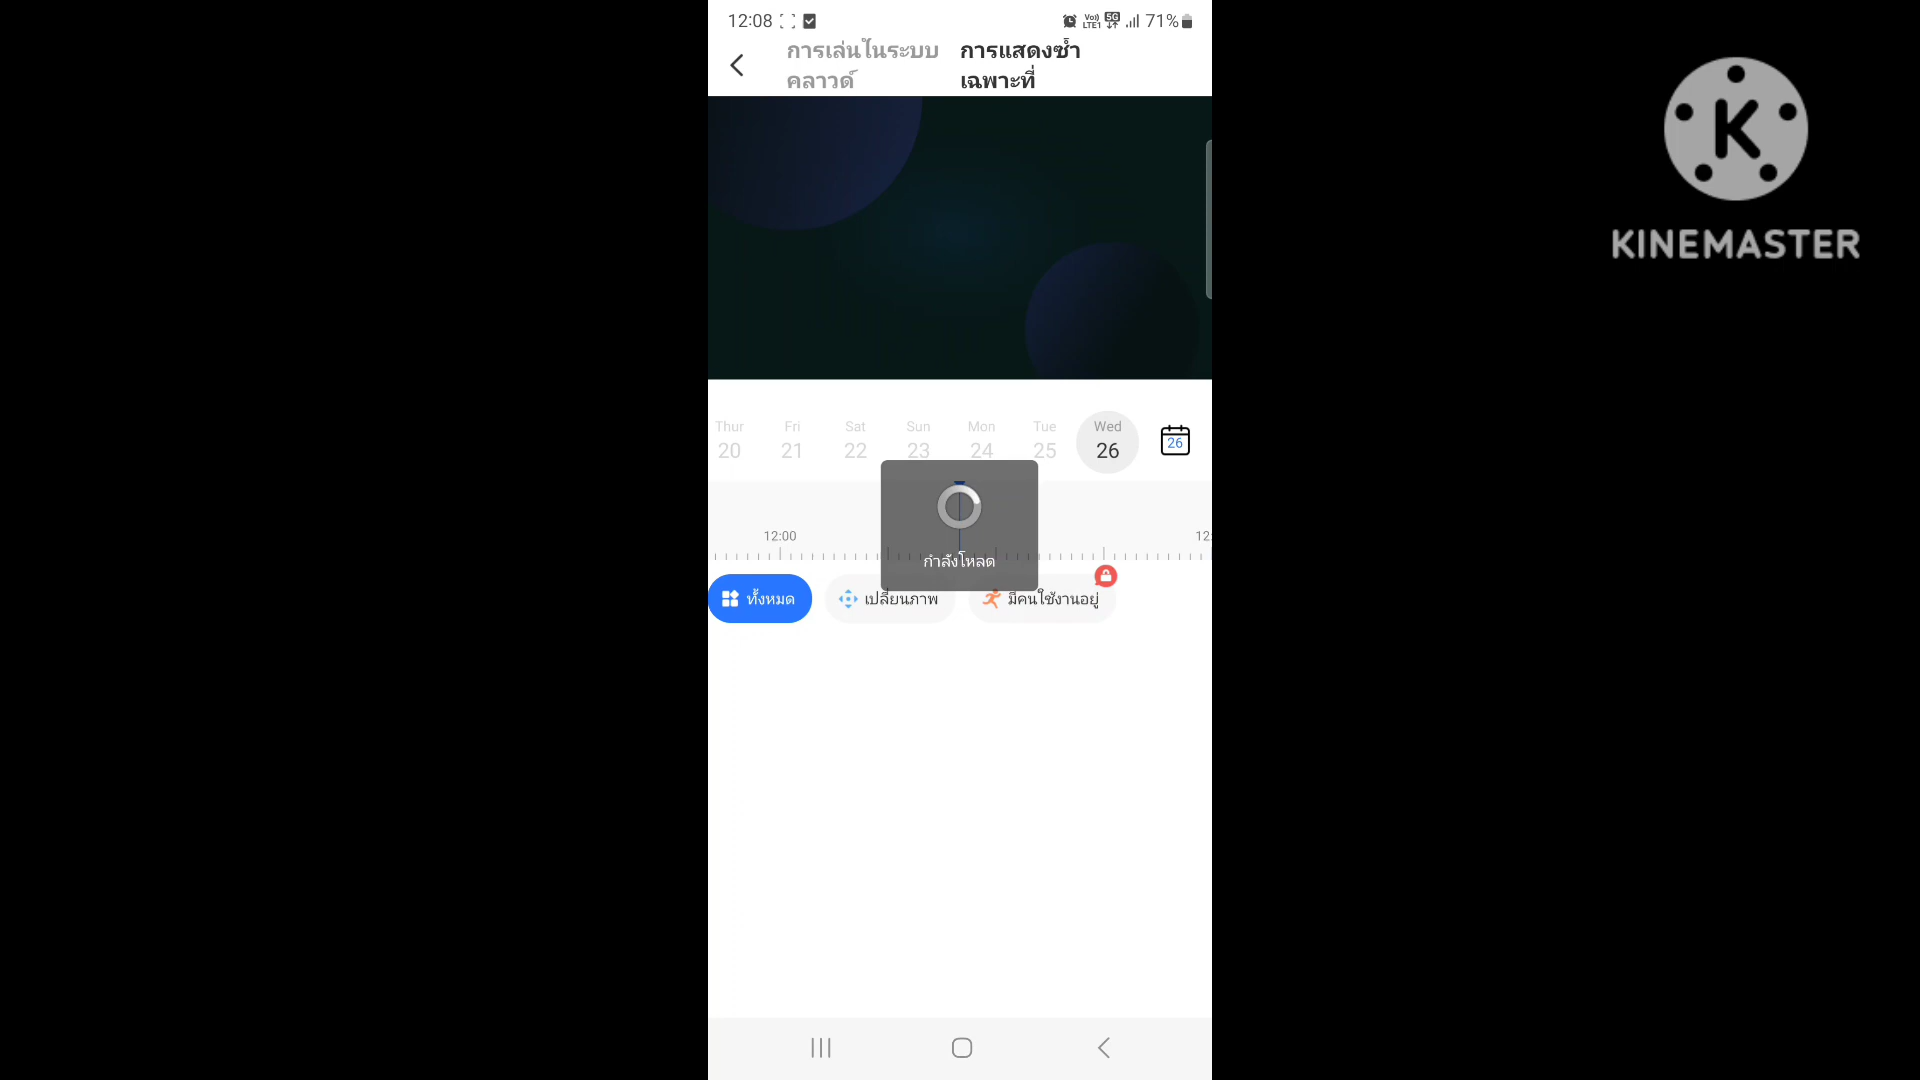 12:08
Vo)) LTE1 5G 71%
การเล่นในระบบ
คลาวด์
การแสดงซ้ำ
เฉพาะที่
K
KINEMASTER
Thur Fri Sat Sun Mon Tue Wed
20 21 22 23 24 25 26 26
12:00 12:
กำลังโหลด
ทั้งหมด เปลี่ยนภาพ มีคนใช้งานอยู่